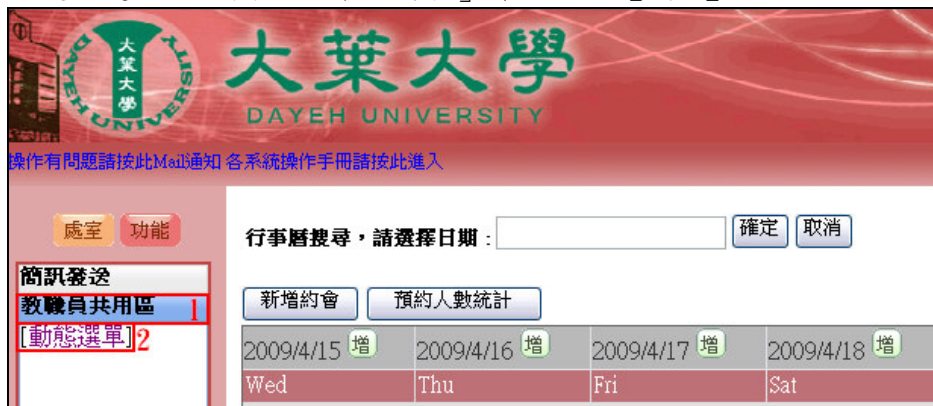 大葉大學
DAYEH UNIVERSITY
大葉大學
DAYEH UNIVERSITY
操作有問題請按此Mail通知 各系統操作手冊請按此進入
處室 功能
行事曆搜尋，請選擇日期 : 確定 取消
簡訊發送
教職員共用區 1
[動態選單] 2
新增約會 預約人數統計
2009/4/15 增 2009/4/16 增 2009/4/17 增 2009/4/18 增
Wed Thu Fri Sat